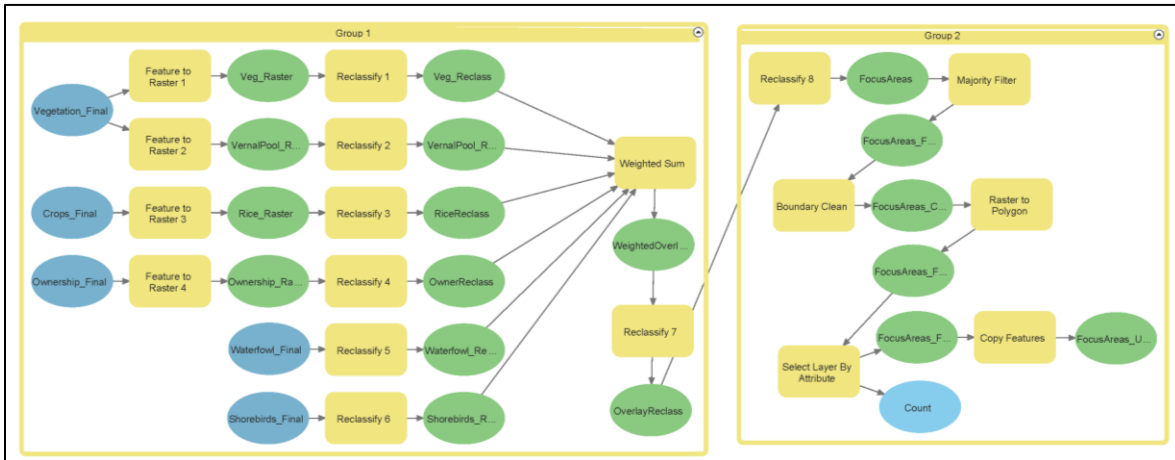 Group 1
Feature to
Raster 1
Veg_Raster
Reclassify 1
Veg_Reclass
Vegetation_Final
Feature to
Raster 2
VernalPool_R...
Reclassify 2
VernalPool_R...
Weighted Sum
Crops_Final
Feature to
Raster 3
Rice_Raster
Reclassify 3
RiceReclass
Ownership_Final
Feature to
Raster 4
Ownership_Ra...
Reclassify 4
OwnerReclass
WeightedOverl...
Waterfowl_Final
Reclassify 5
Waterfowl_Re...
Reclassify 7
Shorebirds_Final
Reclassify 6
Shorebirds_R...
OverlayReclass
Group 2
Reclassify 8
FocusAreas
Majority Filter
FocusAreas_F...
Boundary Clean
FocusAreas_C...
Raster to
Polygon
FocusAreas_F...
Select Layer By
Attribute
FocusAreas_F...
Copy Features
FocusAreas_U...
Count